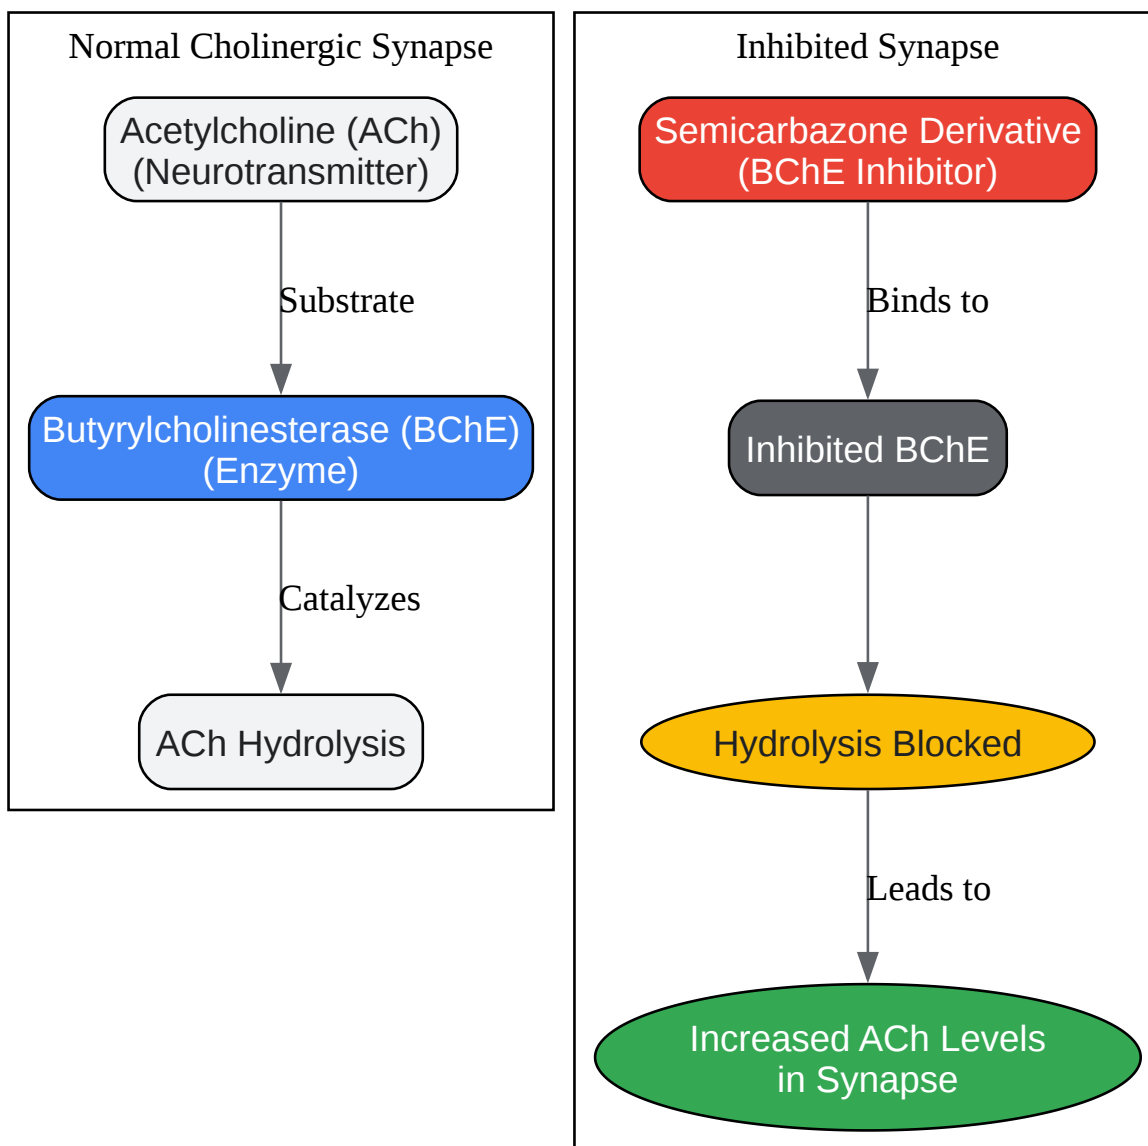 Normal Cholinergic Synapse
Acetylcholine (ACh)
(Neurotransmitter)
Substrate
Butyrylcholinesterase (BChE)
(Enzyme)
Catalyzes
ACh Hydrolysis
Inhibited Synapse
Semicarbazone Derivative
(BChE Inhibitor)
Binds to
Inhibited BChE
Hydrolysis Blocked
Leads to
Increased ACh Levels
in Synapse